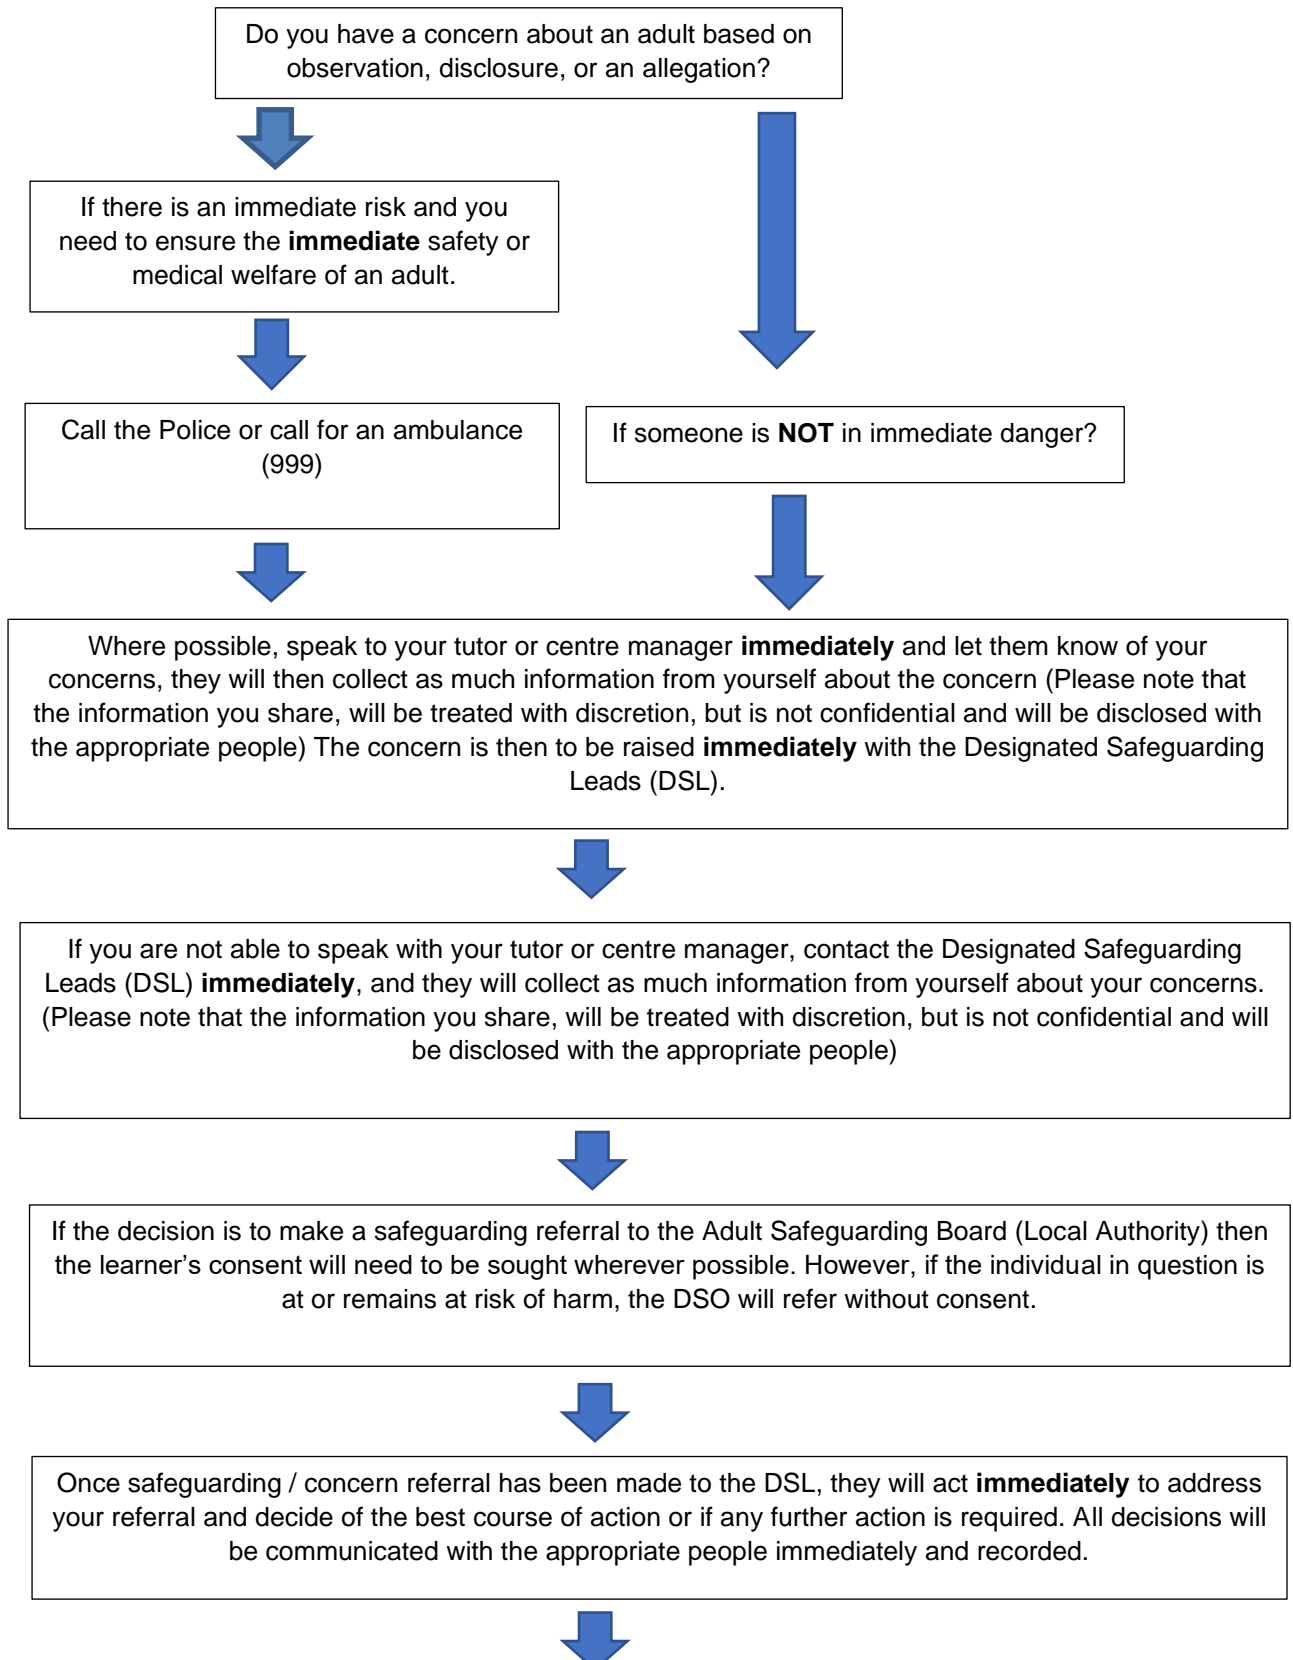 Do you have a concern about an adult based on
observation, disclosure, or an allegation?
If there is an immediate risk and you
need to ensure the immediate safety or
medical welfare of an adult.
Call the Police or call for an ambulance
(999)
If someone is NOT in immediate danger?
Where possible, speak to your tutor or centre manager immediately and let them know of your
concerns, they will then collect as much information from yourself about the concern (Please note that
the information you share, will be treated with discretion, but is not confidential and will be disclosed with
the appropriate people) The concern is then to be raised immediately with the Designated Safeguarding
Leads (DSL).
If you are not able to speak with your tutor or centre manager, contact the Designated Safeguarding
Leads (DSL) immediately, and they will collect as much information from yourself about your concerns.
(Please note that the information you share, will be treated with discretion, but is not confidential and will
be disclosed with the appropriate people)
If the decision is to make a safeguarding referral to the Adult Safeguarding Board (Local Authority) then
the learner’s consent will need to be sought wherever possible. However, if the individual in question is
at or remains at risk of harm, the DSO will refer without consent.
Once safeguarding / concern referral has been made to the DSL, they will act immediately to address
your referral and decide of the best course of action or if any further action is required. All decisions will
be communicated with the appropriate people immediately and recorded.